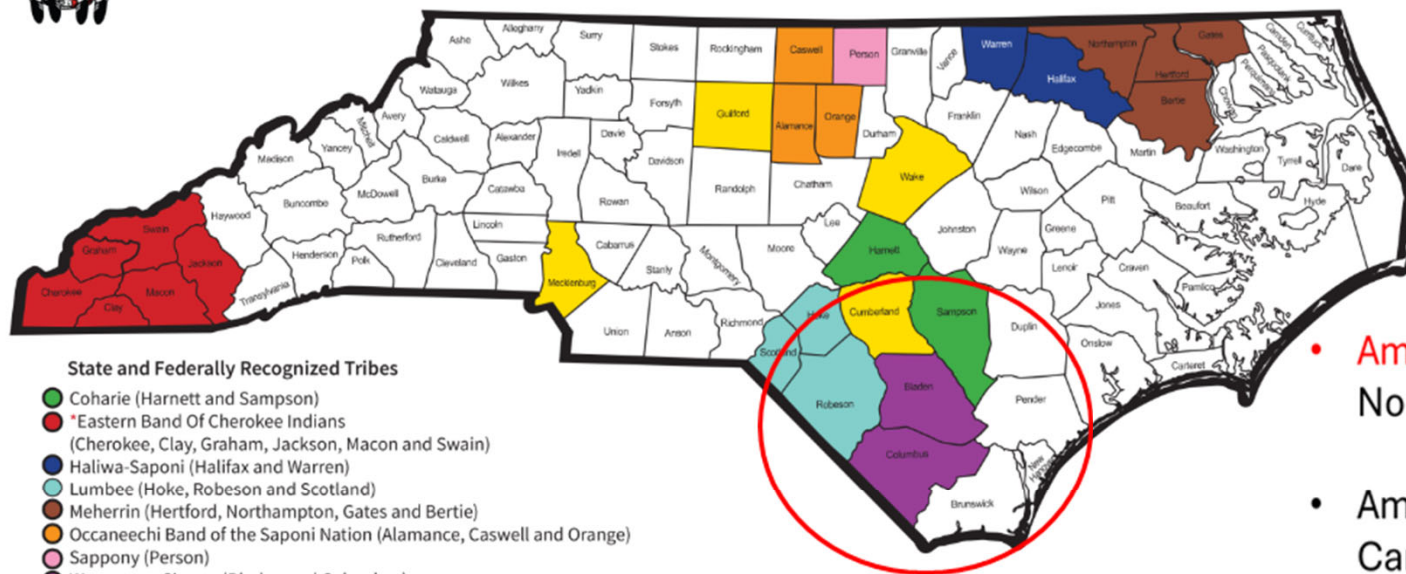 Ashe
Alleghany
Surry
Stokes
Rockingham
Caswell
Person
Granville
Vance
Warren
Halifax
Northampton
Gates
Hertford
Bertie
Camden
Currituck
Pasquotank
Perquimans
Chowan
Watauga
Wilkes
Yadkin
Forsyth
Guilford
Alamance
Orange
Durham
Franklin
Nash
Edgecombe
Martin
Washington
Tyrrell
Dare
Avery
Mitchell
Yancey
Madison
Caldwell
Alexander
Iredell
Davie
Davidson
Randolph
Chatham
Wake
Wilson
Pitt
Beaufort
Hyde
Haywood
Buncombe
McDowell
Burke
Catawba
Rowan
Lee
Johnston
Wayne
Greene
Swain
Graham
Jackson
Cherokee
Macon
Clay
Transylvania
Henderson
Polk
Rutherford
Cleveland
Lincoln
Gaston
Mecklenburg
Cabarrus
Stanly
Montgomery
Moore
Harnett
Lenoir
Craven
Pamlico
Jones
Carteret
Onslow
Union
Anson
Richmond
Scotland
Hoke
Cumberland
Sampson
Duplin
Robeson
Bladen
Pender
Columbus
Brunswick
New Hanover
State and Federally Recognized Tribes
Coharie (Harnett and Sampson)
*Eastern Band Of Cherokee Indians
(Cherokee, Clay, Graham, Jackson, Macon and Swain)
Haliwa-Saponi (Halifax and Warren)
Lumbee (Hoke, Robeson and Scotland)
Meherrin (Hertford, Northampton, Gates and Bertie)
Occaneechi Band of the Saponi Nation (Alamance, Caswell and Orange)
Sappony (Person)
• Am
No
• Am
Car